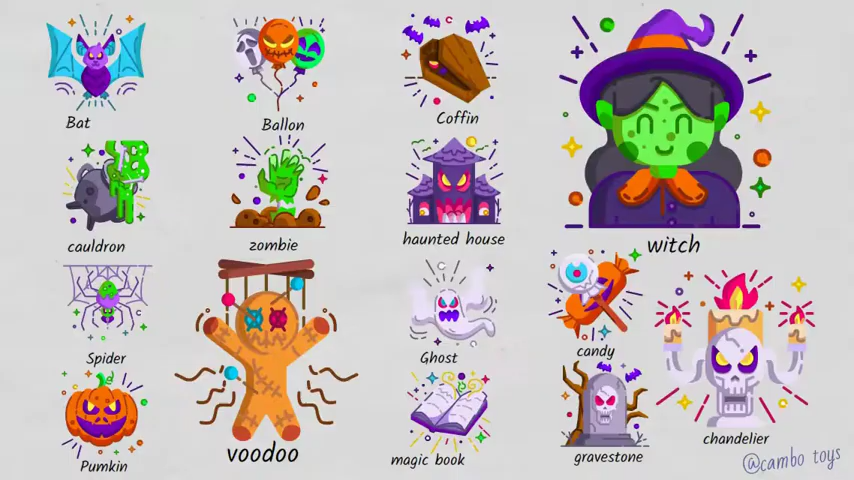 Bat
Ballon
Coffin
cauldron
zombie
haunted house
witch
Spider
Ghost
candy
Pumkin
voodoo
magic book
gravestone
chandelier
@cambo toys